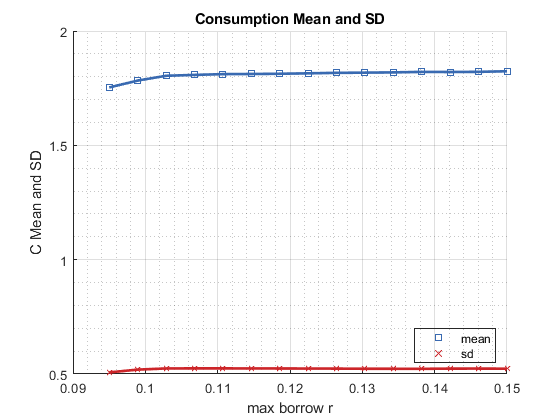 Consumption Mean and SD
2
1.5
1
0.5
C Mean and SD
0.09 0.1 0.11 0.12 0.13 0.14 0.15
max borrow r
mean
sd